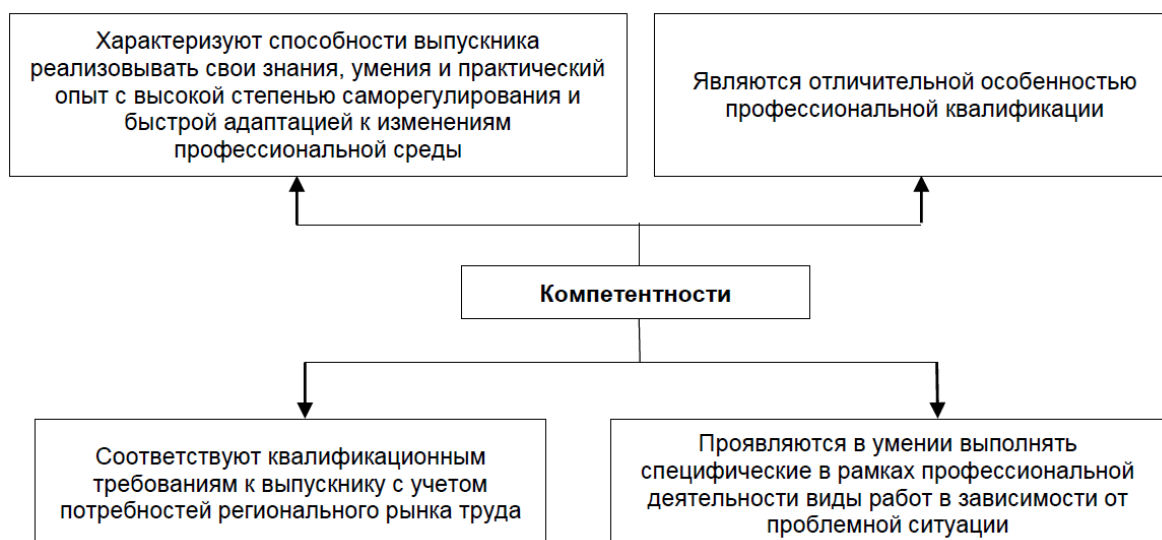 Характеризуют способности выпускника
реализовывать свои знания, умения и практический
опыт с высокой степенью саморегулирования и
быстрой адаптацией к изменениям
профессиональной среды
Являются отличительной особенностью
профессиональной квалификации
Компетентности
Соответствуют квалификационным
требованиям к выпускнику с учетом
потребностей регионального рынка труда
Проявляются в умении выполнять
специфические в рамках профессиональной
деятельности виды работ в зависимости от
проблемной ситуации